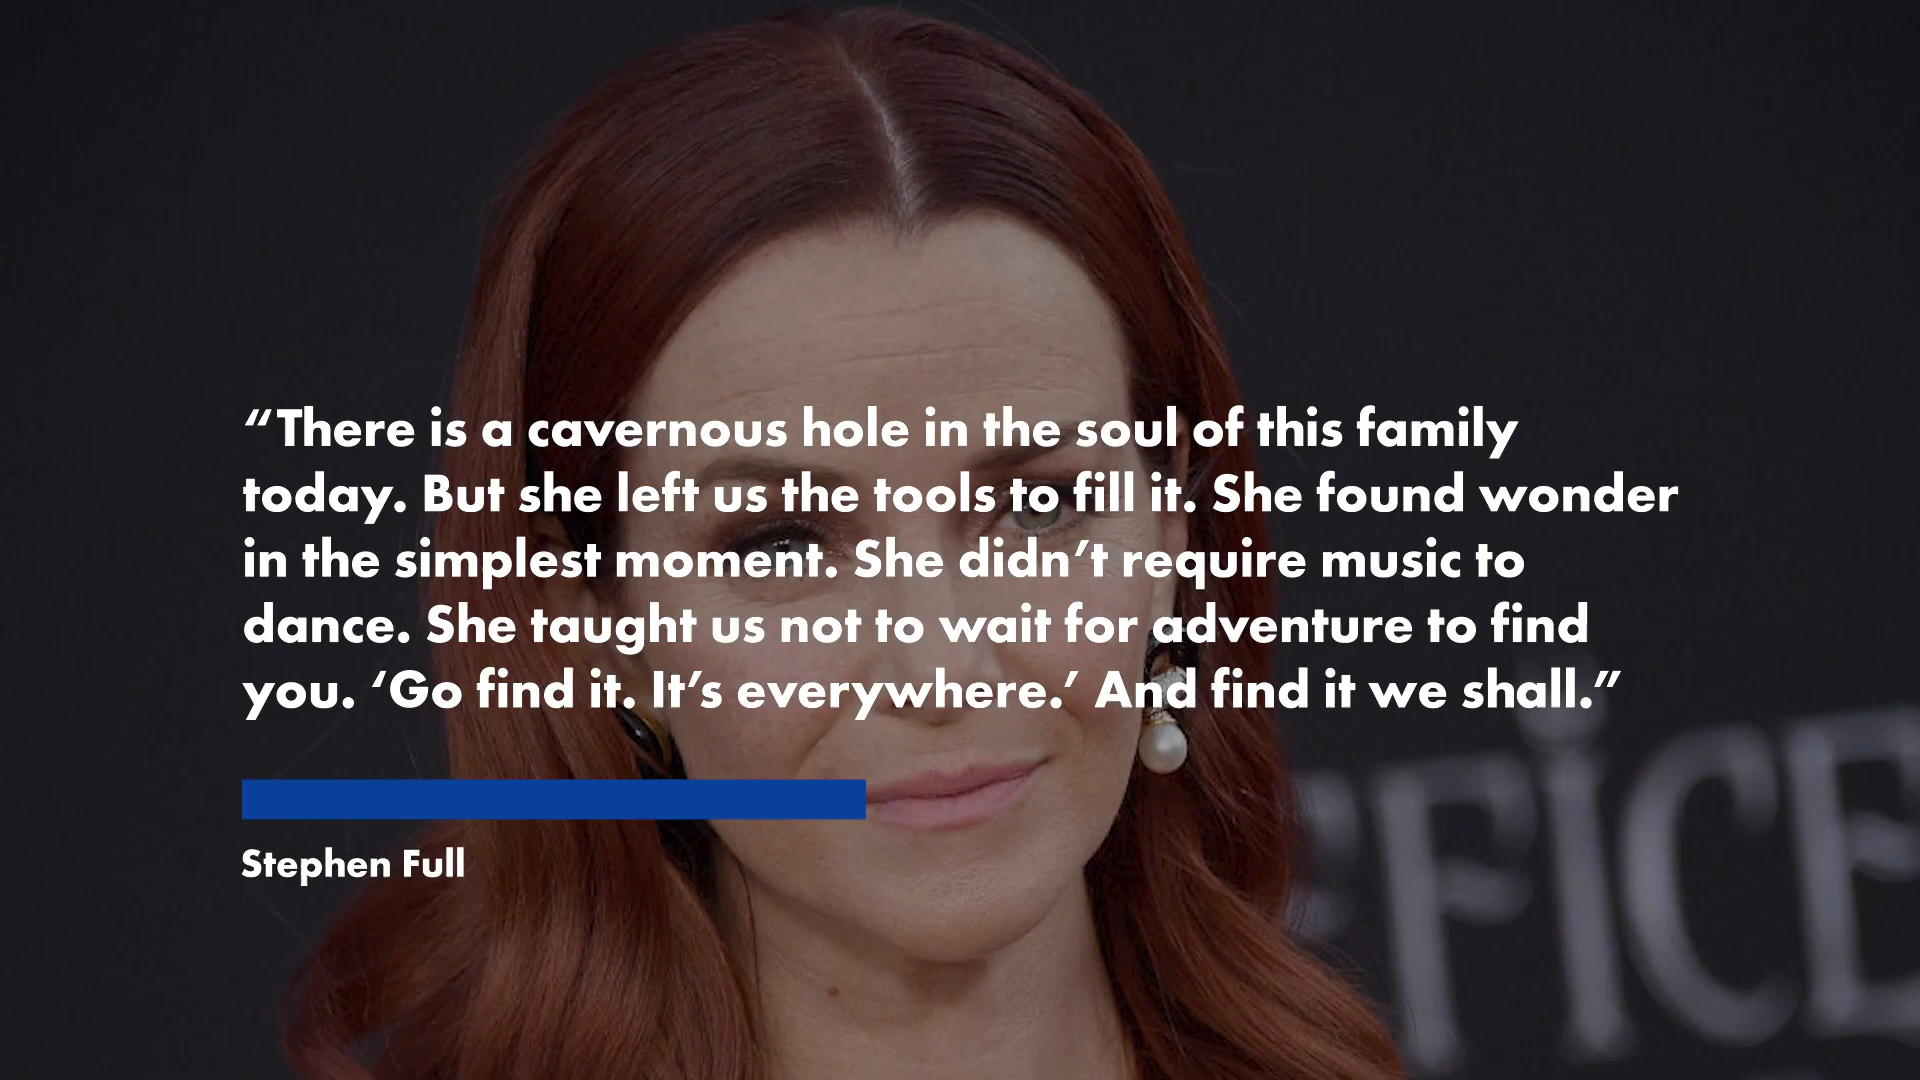 “There is a cavernous hole in the soul of this family
today. But she left us the tools to fill it. She found wonder
in the simplest moment. She didn’t require music to
dance. She taught us not to wait for adventure to find
you. ‘Go find it. It’s everywhere.’ And find it we shall.”
Stephen Full
FICE